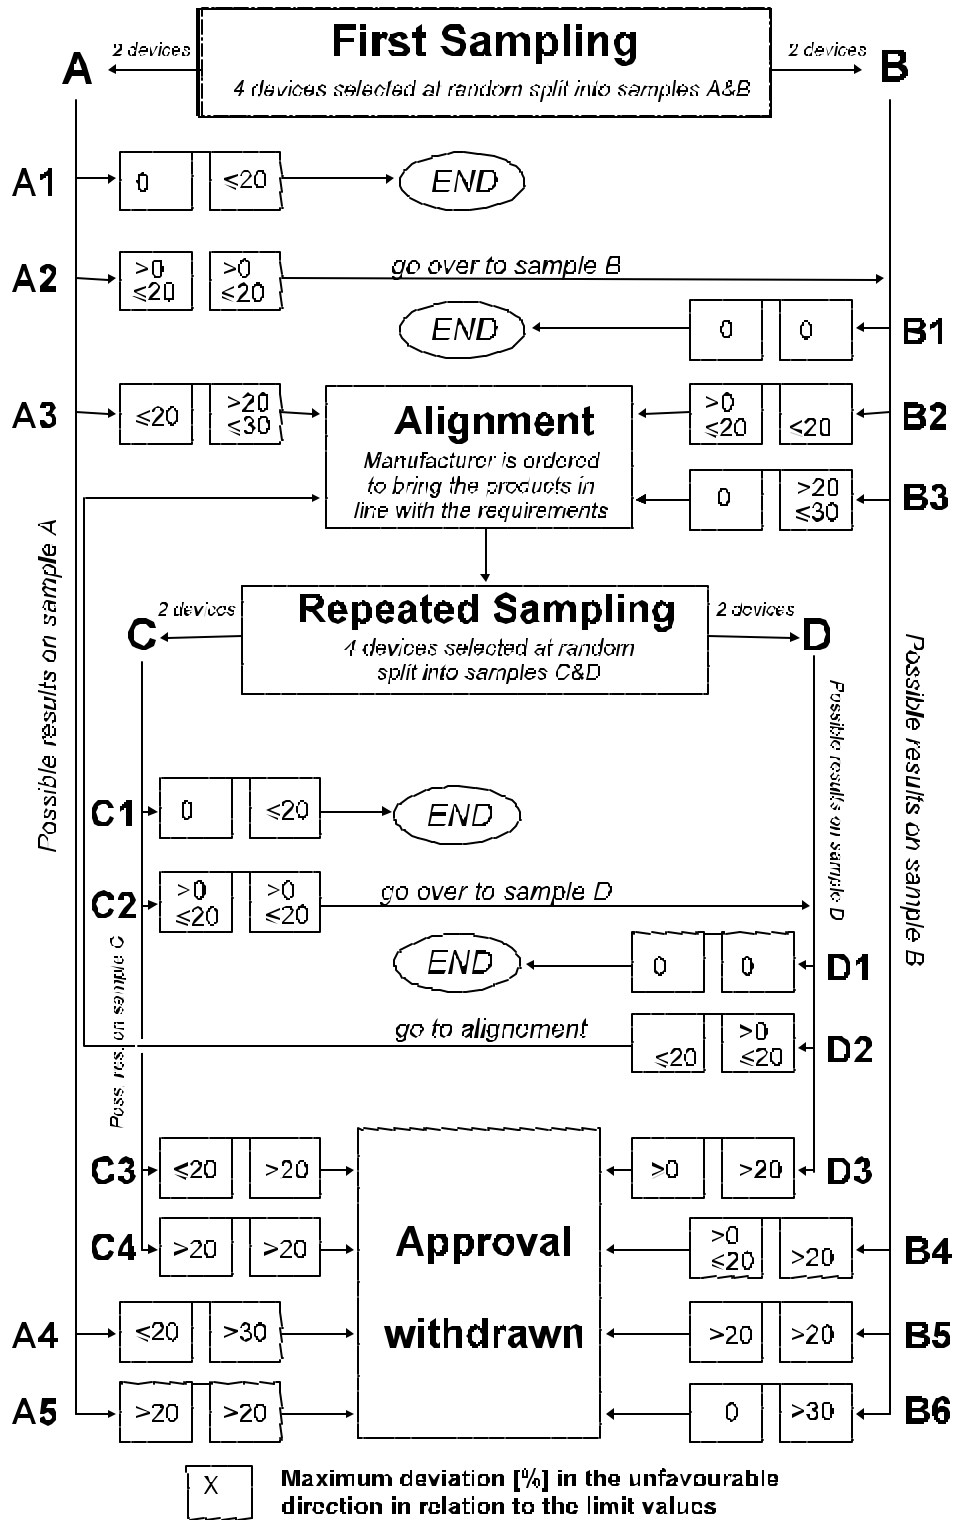 First Sampling
4 devices selected at random split into samples A&B
A
2 devices
2 devices
B
A1
0
≤20
END
A2
>0
≤20
>0
≤20
go over to sample B
END
0
0
B1
A3
≤20
>20
≤30
Alignment
Manufacturer is ordered
to bring the products in
line with the requirements
>0
≤20
≤20
B2
0
>20
≤30
B3
Possible results on sample A
Repeated Sampling
4 devices selected at random
split into samples C&D
C
2 devices
2 devices
D
Possible results on sample D
Possible results on sample B
C1
0
≤20
END
C2
>0
≤20
>0
≤20
go over to sample D
Poss. res. on sample C
END
0
0
D1
go to alignoment
≤20
>0
≤20
D2
C3
≤20
>20
Approval
withdrawn
>0
>20
D3
C4
>20
>20
>0
≤20
>20
B4
A4
≤20
>30
>20
>20
B5
A5
>20
>20
0
>30
B6
X
Maximum deviation [%] in the unfavourable
direction in relation to the limit values